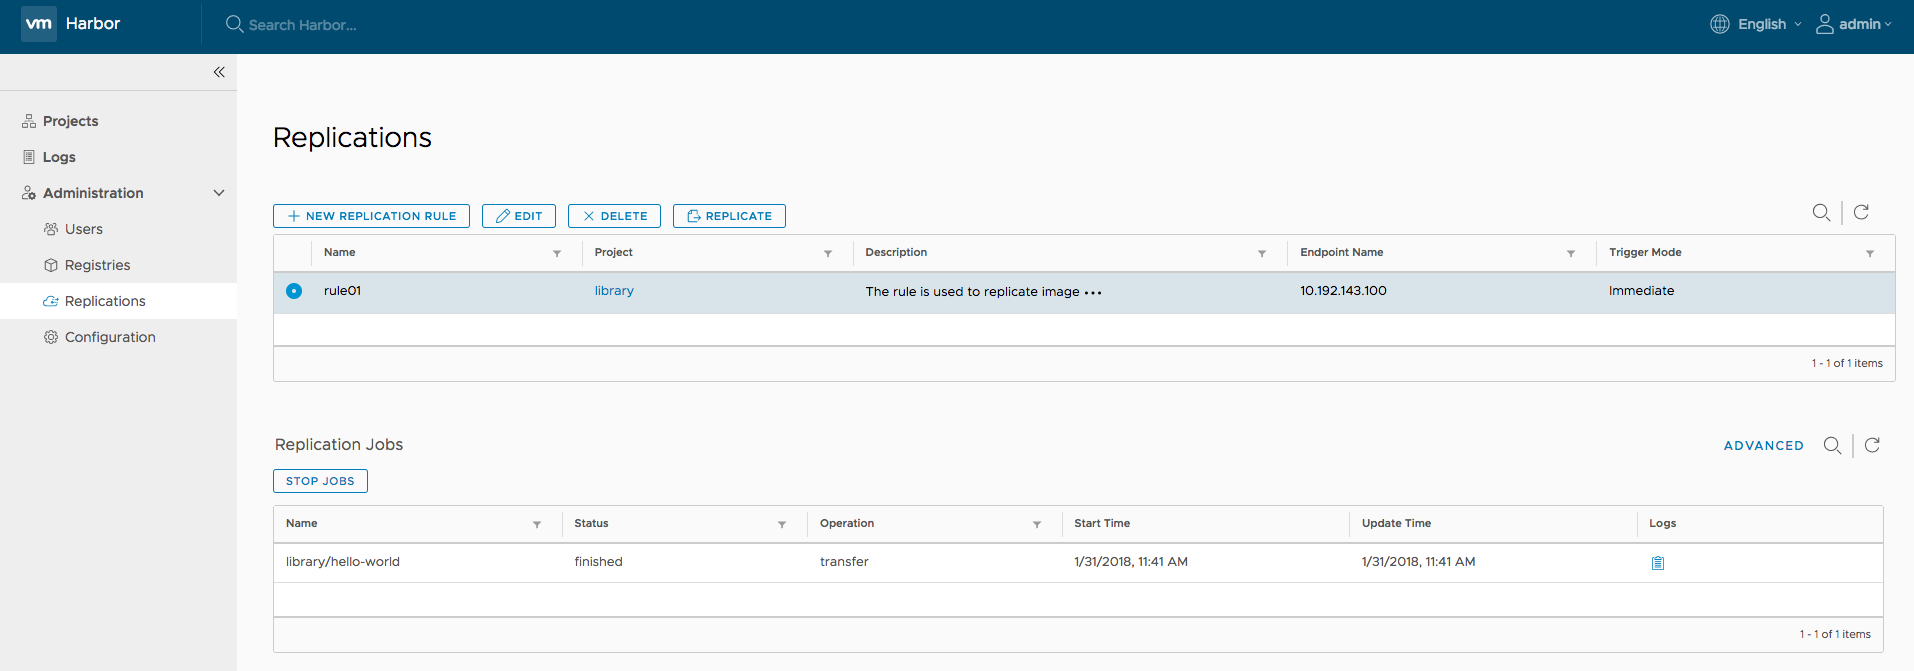 vm Harbor Search Harbor... English admin
Projects
Logs
Administration
Users
Registries
Replications
Configuration
Replications
NEW REPLICATION RULE EDIT DELETE REPLICATE
Name Project Description Endpoint Name Trigger Mode
rule01 library The rule is used to replicate image ••• 10.192.143.100 Immediate
1 - 1 of 1 items
Replication Jobs ADVANCED
STOP JOBS
Name Status Operation Start Time Update Time Logs
library/hello-world finished transfer 1/31/2018, 11:41 AM 1/31/2018, 11:41 AM
1 - 1 of 1 items